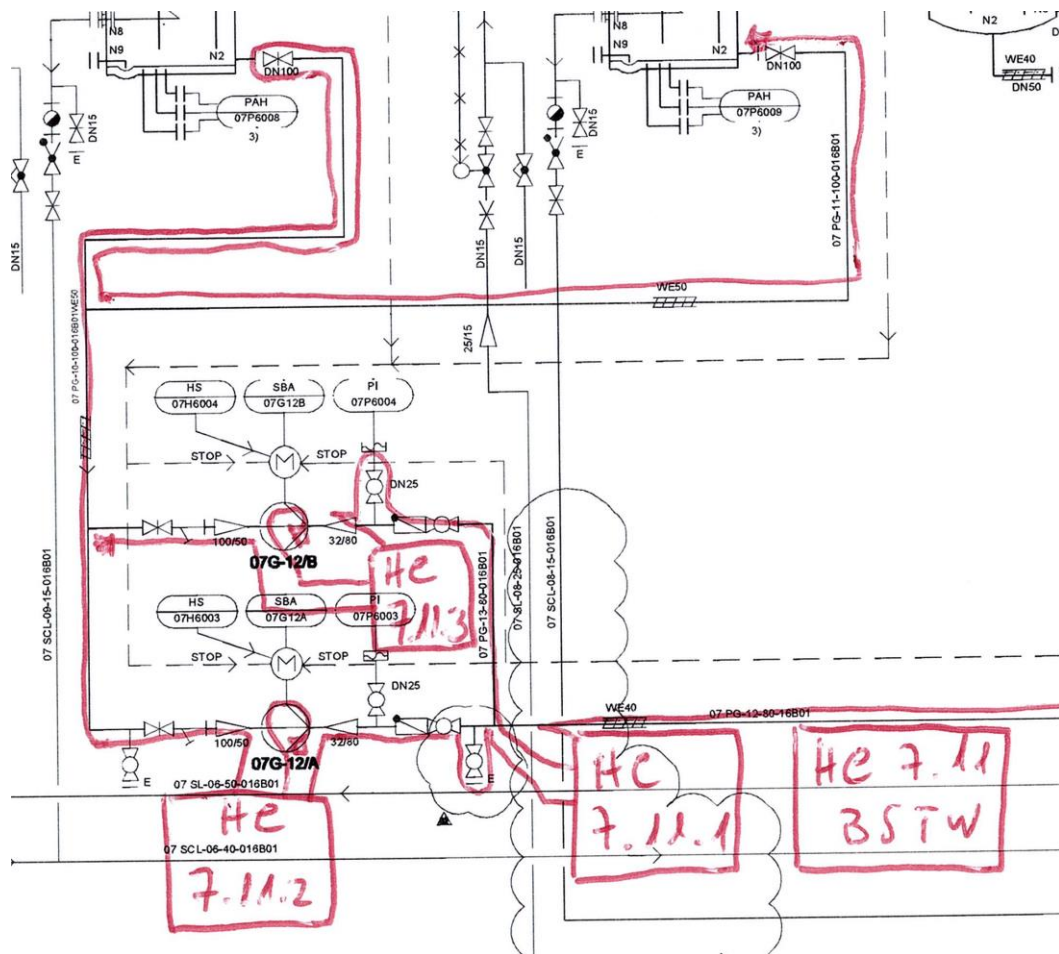 N8
N9
N2
DN100
PAH
07P6008
3)
DN15
E
DN15
N8
N9
N2
DN100
PAH
07P6009
3)
DN15
E
DN15
DN15
DN15
N2
WE40
DN50
07 PG-11-100-016B01
WE50
25/15
07 PG-10-100-016B01WE50
HS
07H6004
SBA
07G12B
PI
07P6004
STOP
M
STOP
DN25
100/50
32/80
07G-12/B
HC
7.11.3
HS
07H6003
SBA
07G12A
PI
07P6003
STOP
M
STOP
DN25
07 SCL-09-15-016B01
07 PG-13-80-016B01
07-SL-08-25-016B01
07 SCL-08-15-016B01
100/50
32/80
07G-12/A
E
E
WE40
07 PG-12-80-16B01
07 SL-06-50-016B01
07 SCL-06-40-016B01
HC
7.11.2
HC
7.11.1
HC 7.11
BSTW